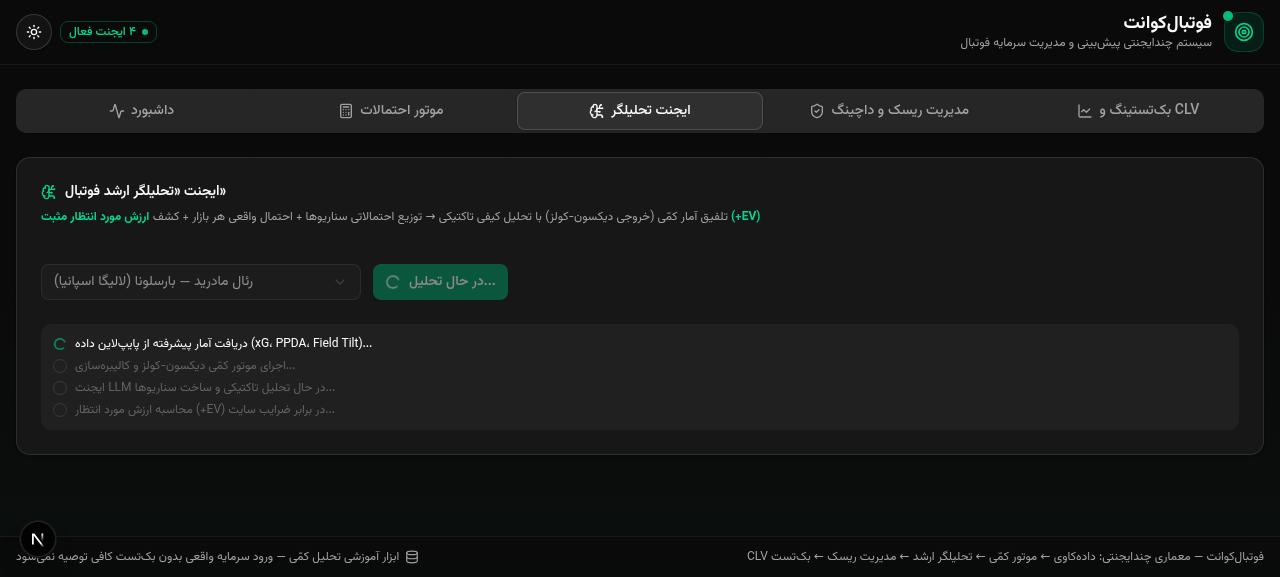 فوتبال‌کوانت
سیستم چندایجنتی پیش‌بینی و مدیریت سرمایه فوتبال
۴ ایجنت فعال
CLV بک‌تستینگ و
مدیریت ریسک و داچینگ
ایجنت تحلیلگر
موتور احتمالات
داشبورد
ایجنت «تحلیلگر ارشد فوتبال»
تلفیق آمار کمّی (خروجی دیکسون-کولز) با تحلیل کیفی تاکتیکی → توزیع احتمالاتی سناریوها + احتمال واقعی هر بازار + کشف ارزش مورد انتظار مثبت (+EV)
رئال مادرید — بارسلونا (لالیگا اسپانیا)
در حال تحلیل...
دریافت آمار پیشرفته از پایپ‌لاین داده (xG، PPDA، Field Tilt)...
اجرای موتور کمّی دیکسون-کولز و کالیبره‌سازی...
ایجنت LLM در حال تحلیل تاکتیکی و ساخت سناریوها...
محاسبه ارزش مورد انتظار (+EV) در برابر ضرایب سایت...
فوتبال‌کوانت — معماری چندایجنتی: داده‌کاوی ← موتور کمّی ← تحلیلگر ارشد ← مدیریت ریسک ← بک‌تست CLV
ابزار آموزشی تحلیل کمّی — ورود سرمایه واقعی بدون بک‌تست کافی توصیه نمی‌شود
N